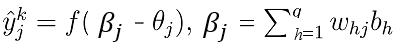 ŷ_j^k = f( β_j - θ_j), β_j = ∑_{h=1}^q w_{hj}b_h